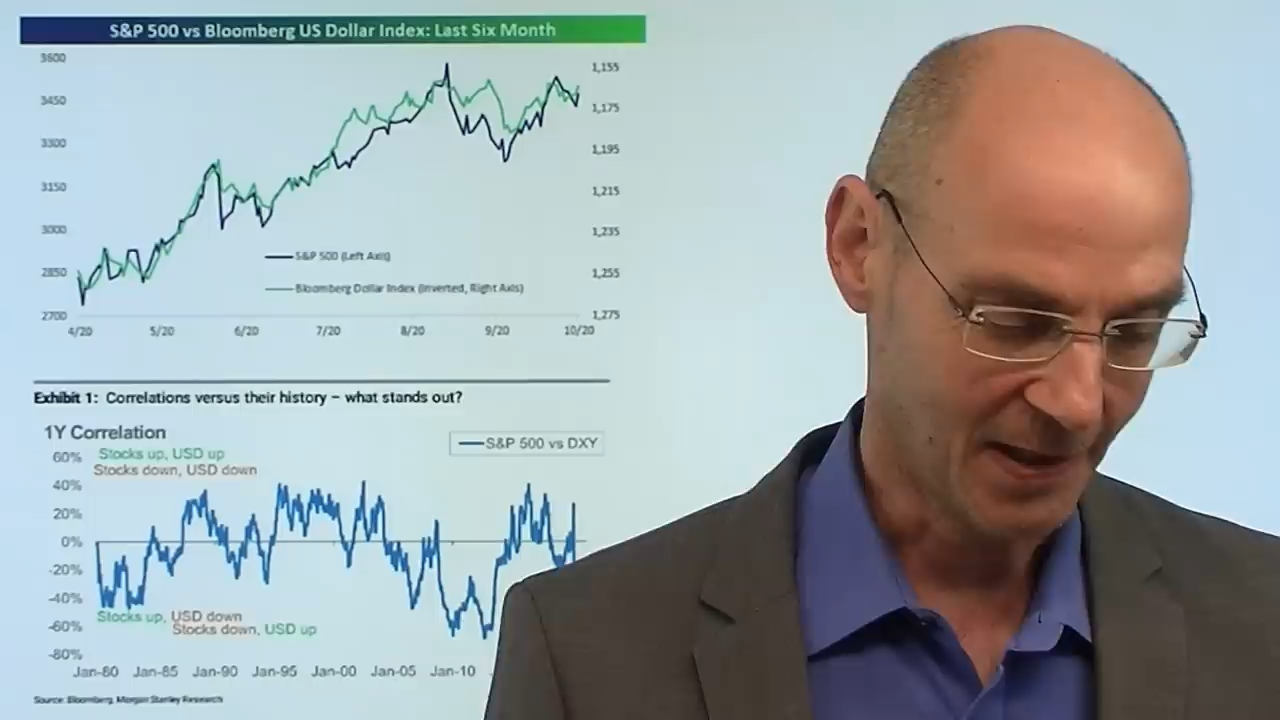 S&P 500 vs Bloomberg US Dollar Index: Last Six Month
3600
3450
3300
3150
3000
2850
2700
1,155
1,175
1,195
1,215
1,235
1,255
1,275
S&P 500 (Left Axis)
Bloomberg Dollar Index (Inverted, Right Axis)
4/20 5/20 6/20 7/20 8/20 9/20 10/20
Exhibit 1: Correlations versus their history – what stands out?
1Y Correlation
S&P 500 vs DXY
Stocks up, USD up
Stocks down, USD down
60%
40%
20%
0%
-20%
-40%
-60%
-80%
Stocks up, USD down
Stocks down, USD up
Jan-80 Jan-85 Jan-90 Jan-95 Jan-00 Jan-05 Jan-10
Source: Bloomberg, Morgan Stanley Research